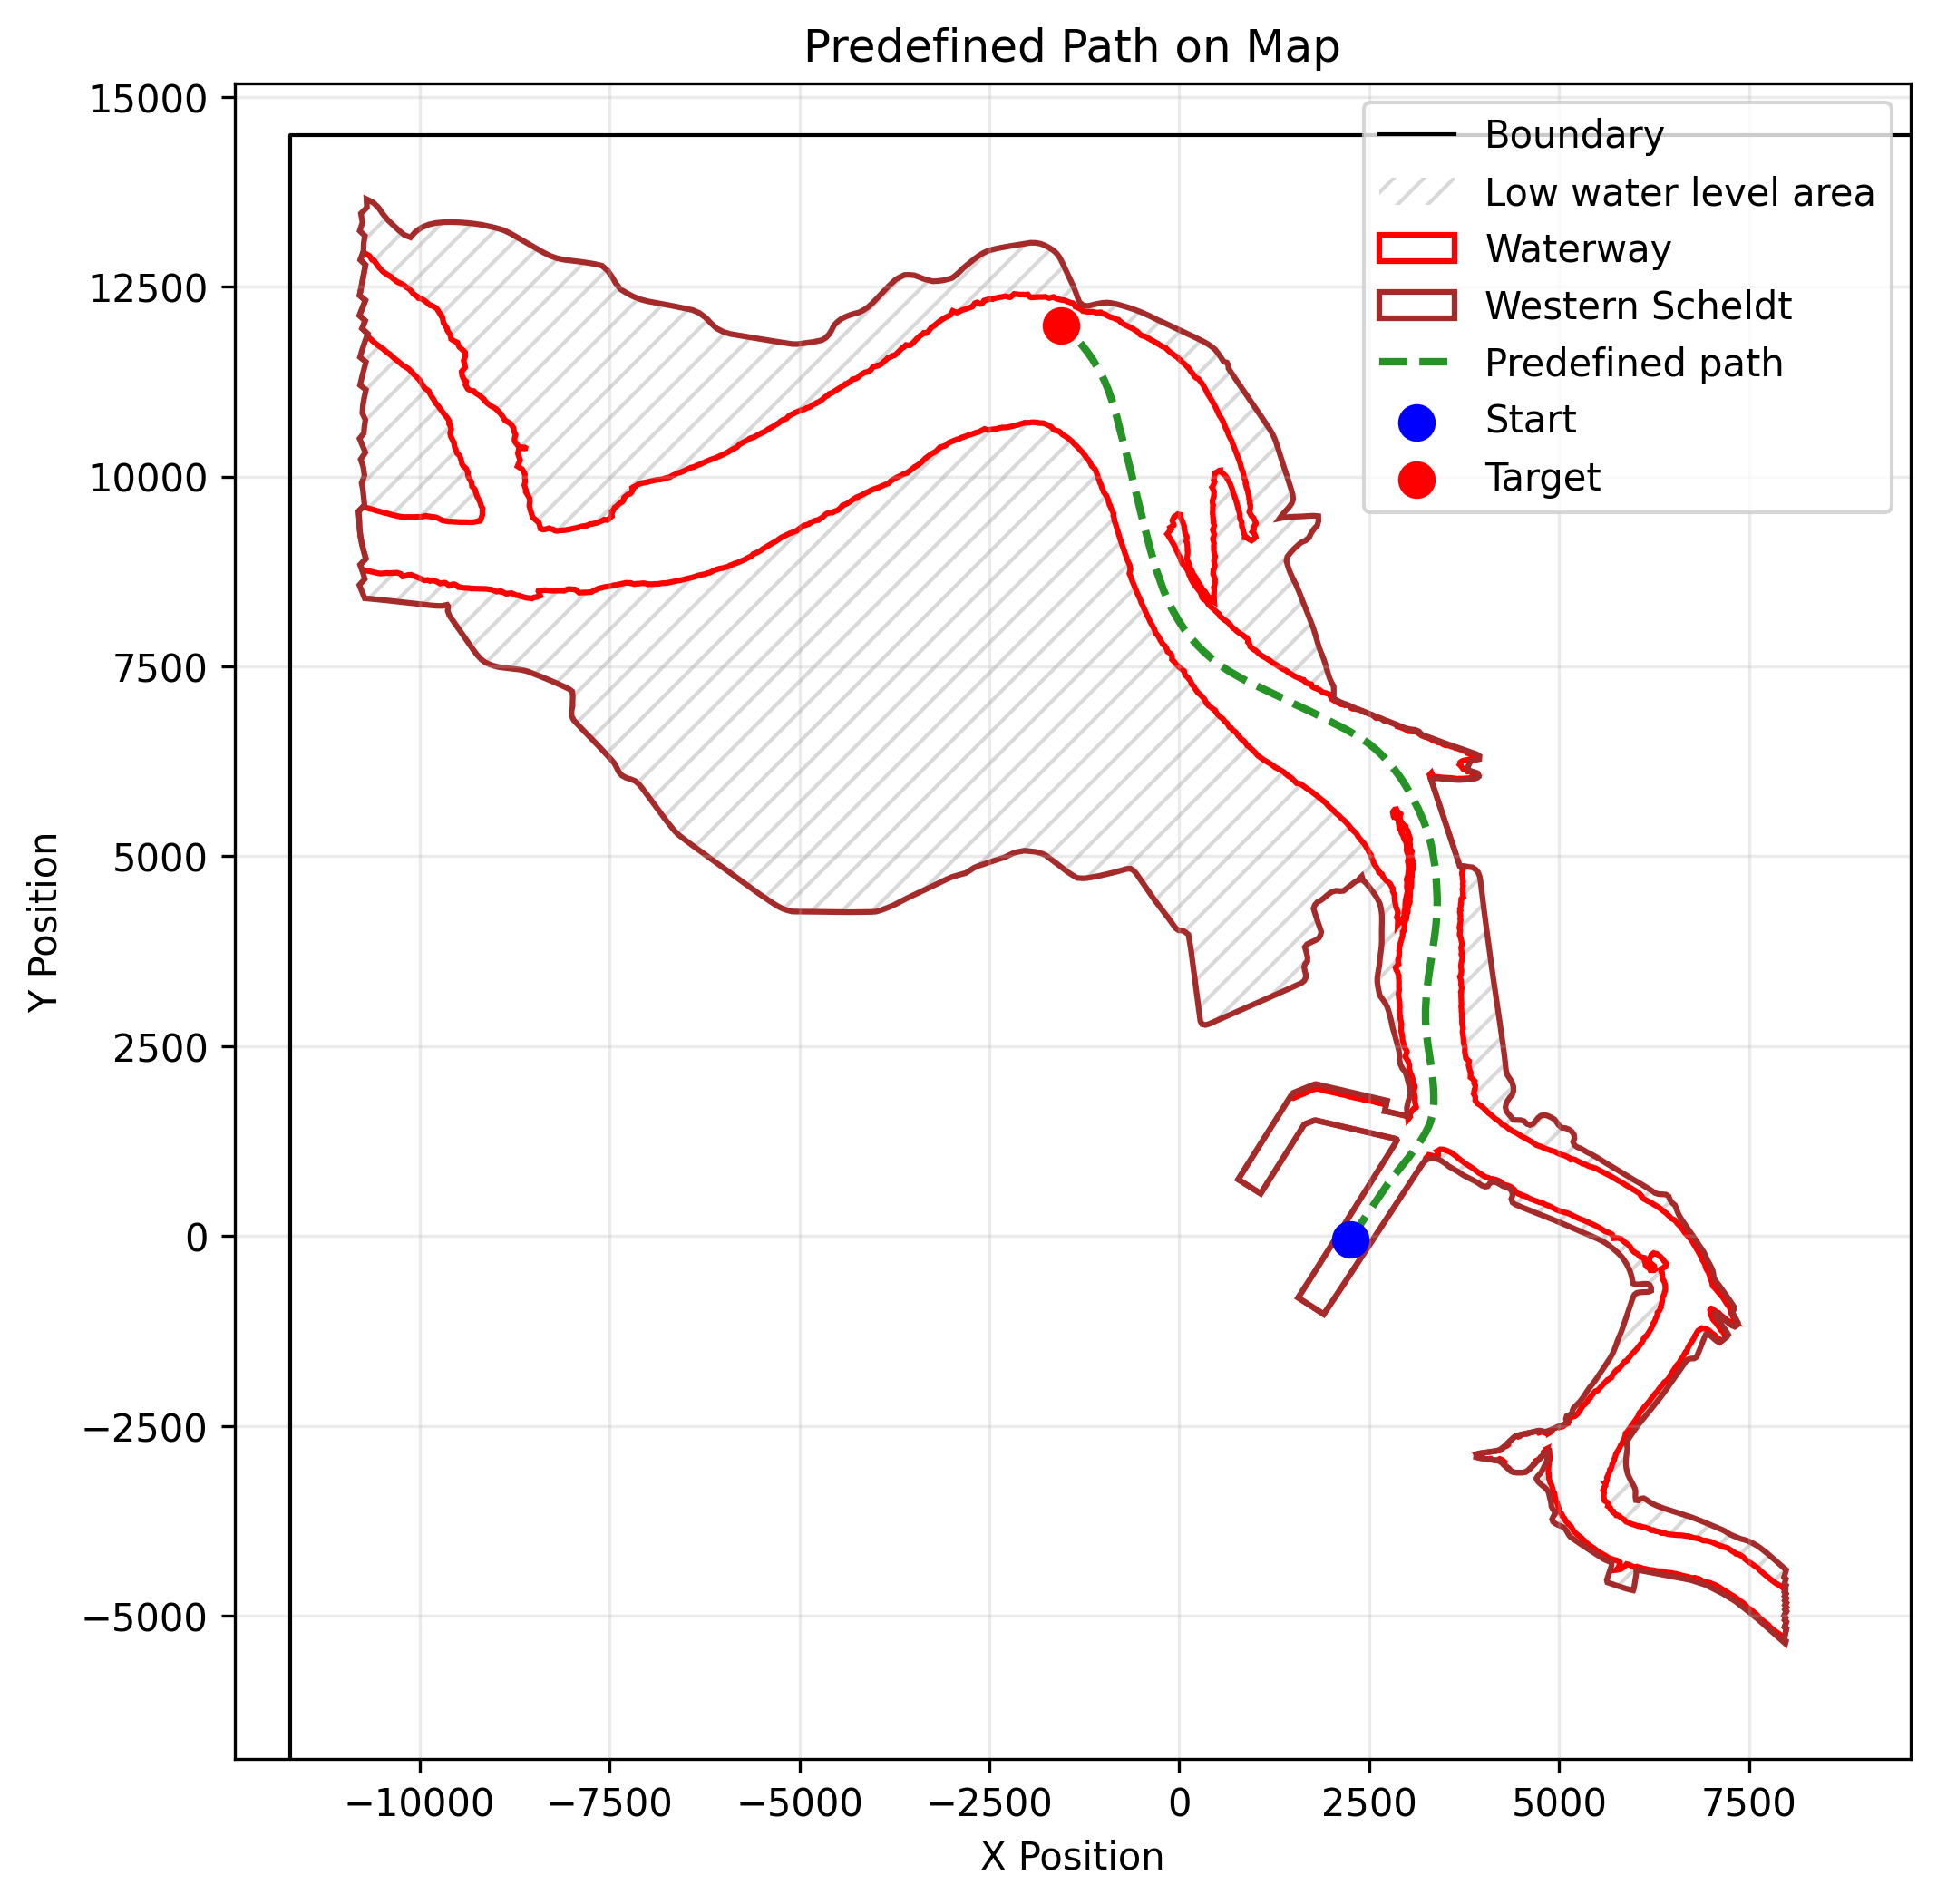 Predefined Path on Map
Boundary
Low water level area
Waterway
Western Scheldt
Predefined path
Start
Target
15000
12500
10000
7500
5000
2500
0
−2500
−5000
Y Position
−10000 −7500 −5000 −2500 0 2500 5000 7500
X Position